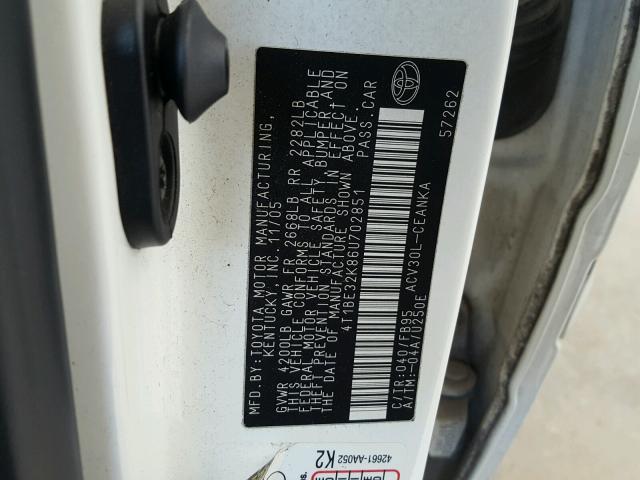 MFD.BY:TOYOTA MOTOR MANUFACTURING,
KENTUCKY, INC. 11/05
GVWR 4200LB GAWR FR 2668LB RR 2282LB
THIS VEHICLE CONFORMS TO ALL APPLICABLE
FEDERAL MOTOR VEHICLE SAFETY, BUMPER AND
THEFT PREVENTION STANDARDS IN EFFECT ON
THE DATE OF MANUFACTURE SHOWN ABOVE.
4T1BE32K86U702851 PASS.CAR
C/TR:040/FB95 ACV30L-CEANKA
A/TM:-04A/U250E 57262
42661-AA052
K2